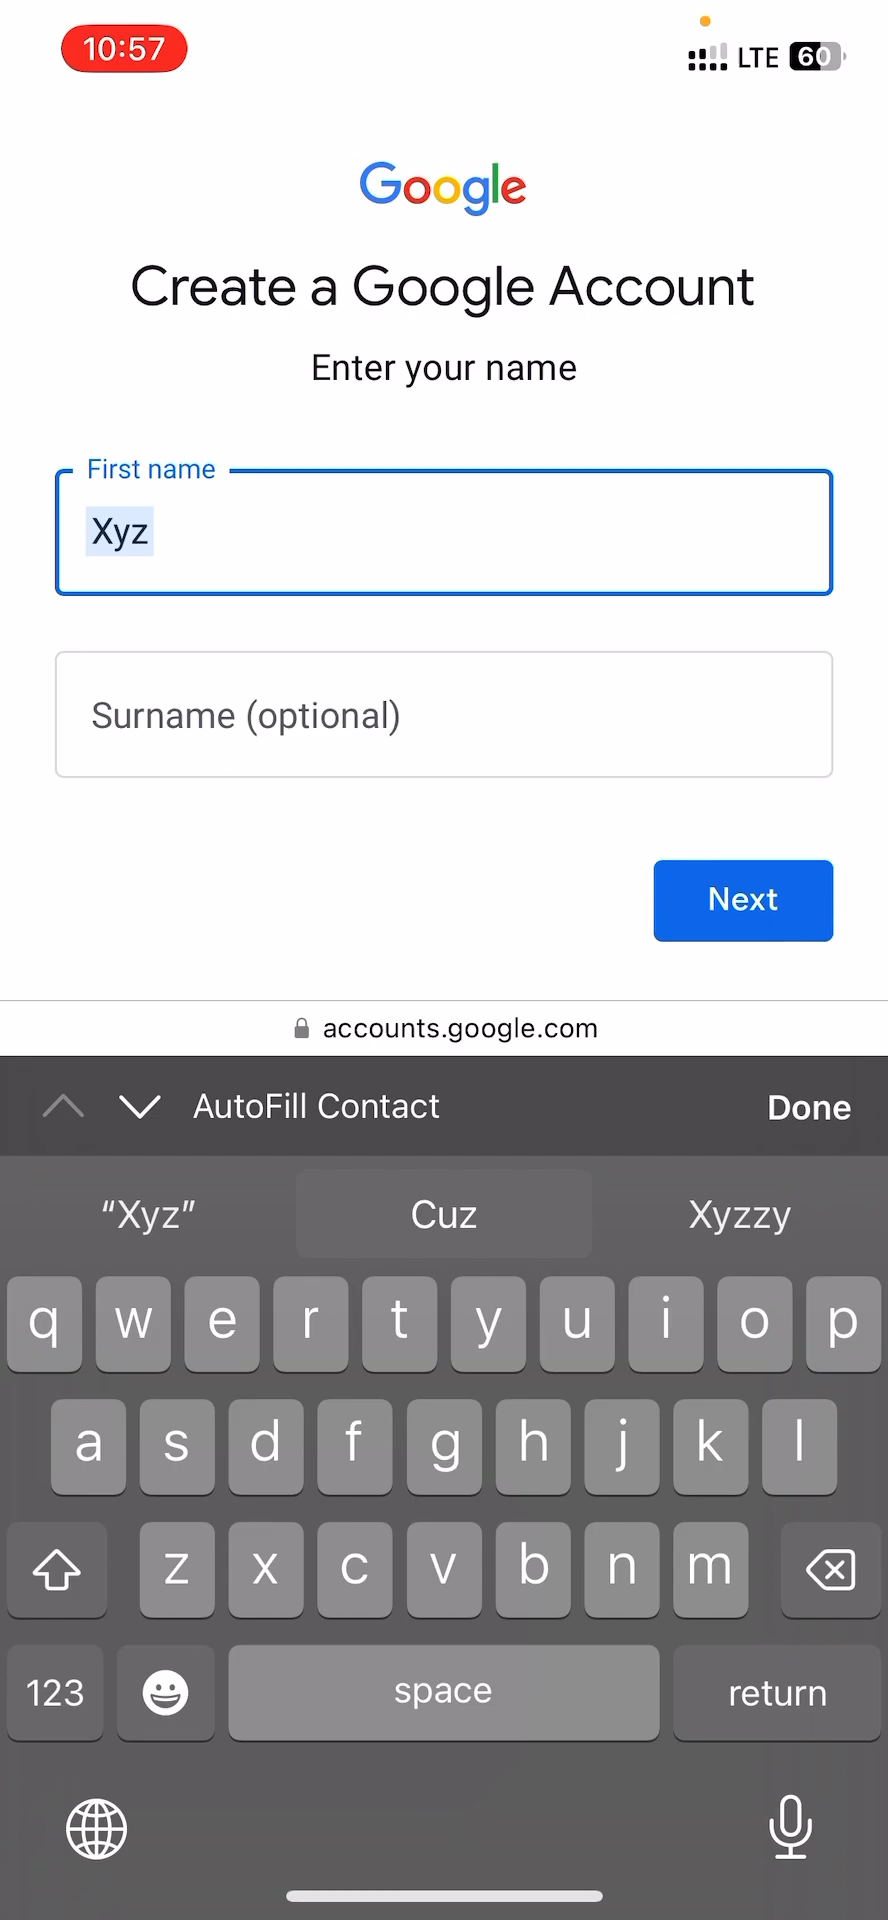 10:57
LTE 60
Google
Create a Google Account
Enter your name
First name
Xyz
Surname (optional)
Next
accounts.google.com
AutoFill Contact Done
“Xyz” Cuz Xyzzy
q w e r t y u i o p
a s d f g h j k l
z x c v b n m
123 space return